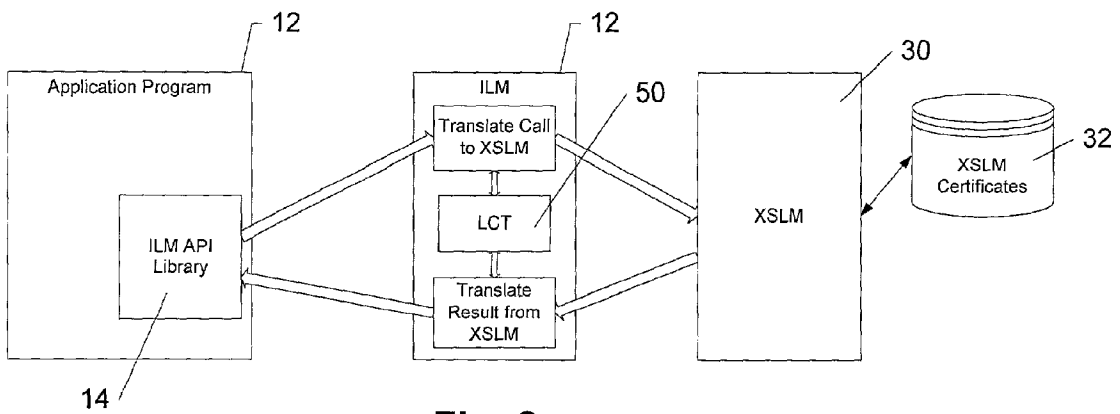 12
12
30
Application Program
ILM
50
Translate Call
to XSLM
32
XSLM
Certificates
ILM API
Library
LCT
XSLM
Translate
Result from
XSLM
14